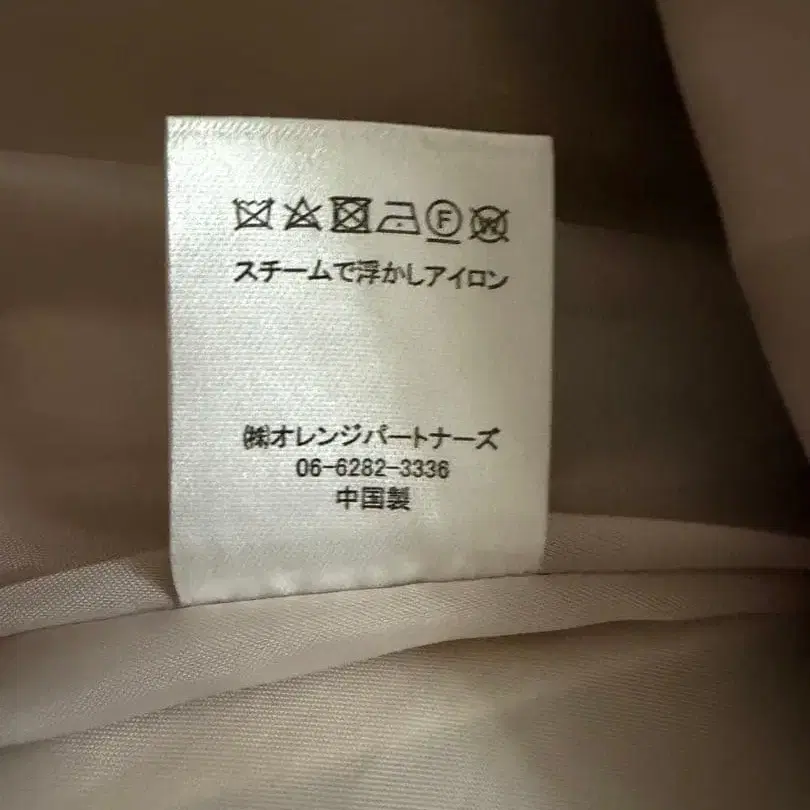 スチームで浮かしアイロン
㈱オレンジパートナーズ
06-6282-3336
中国製